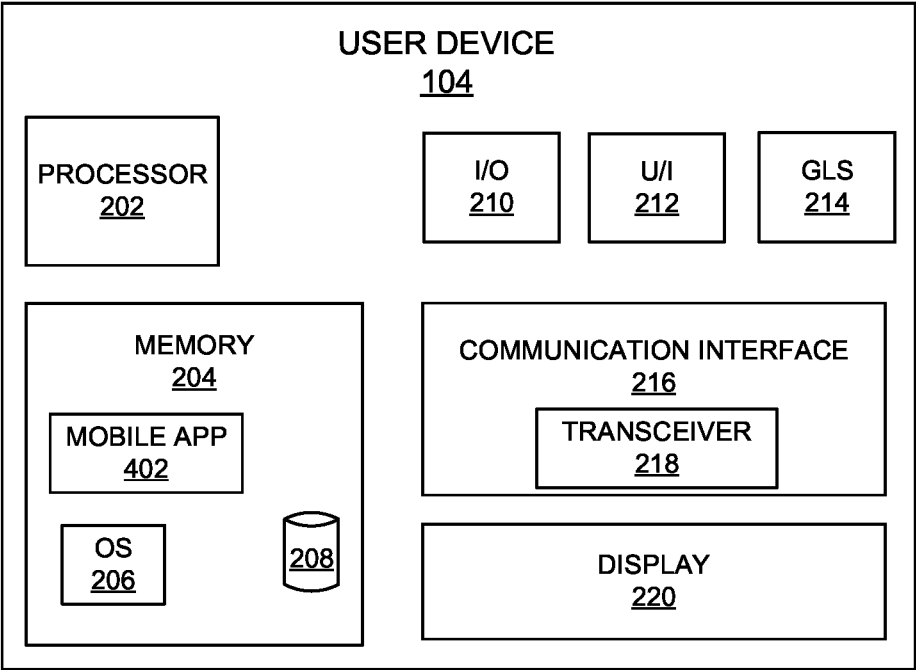 USER DEVICE
104
PROCESSOR
202
I/O
210
U/I
212
GLS
214
MEMORY
204
MOBILE APP
402
OS
206
208
COMMUNICATION INTERFACE
216
TRANSCEIVER
218
DISPLAY
220